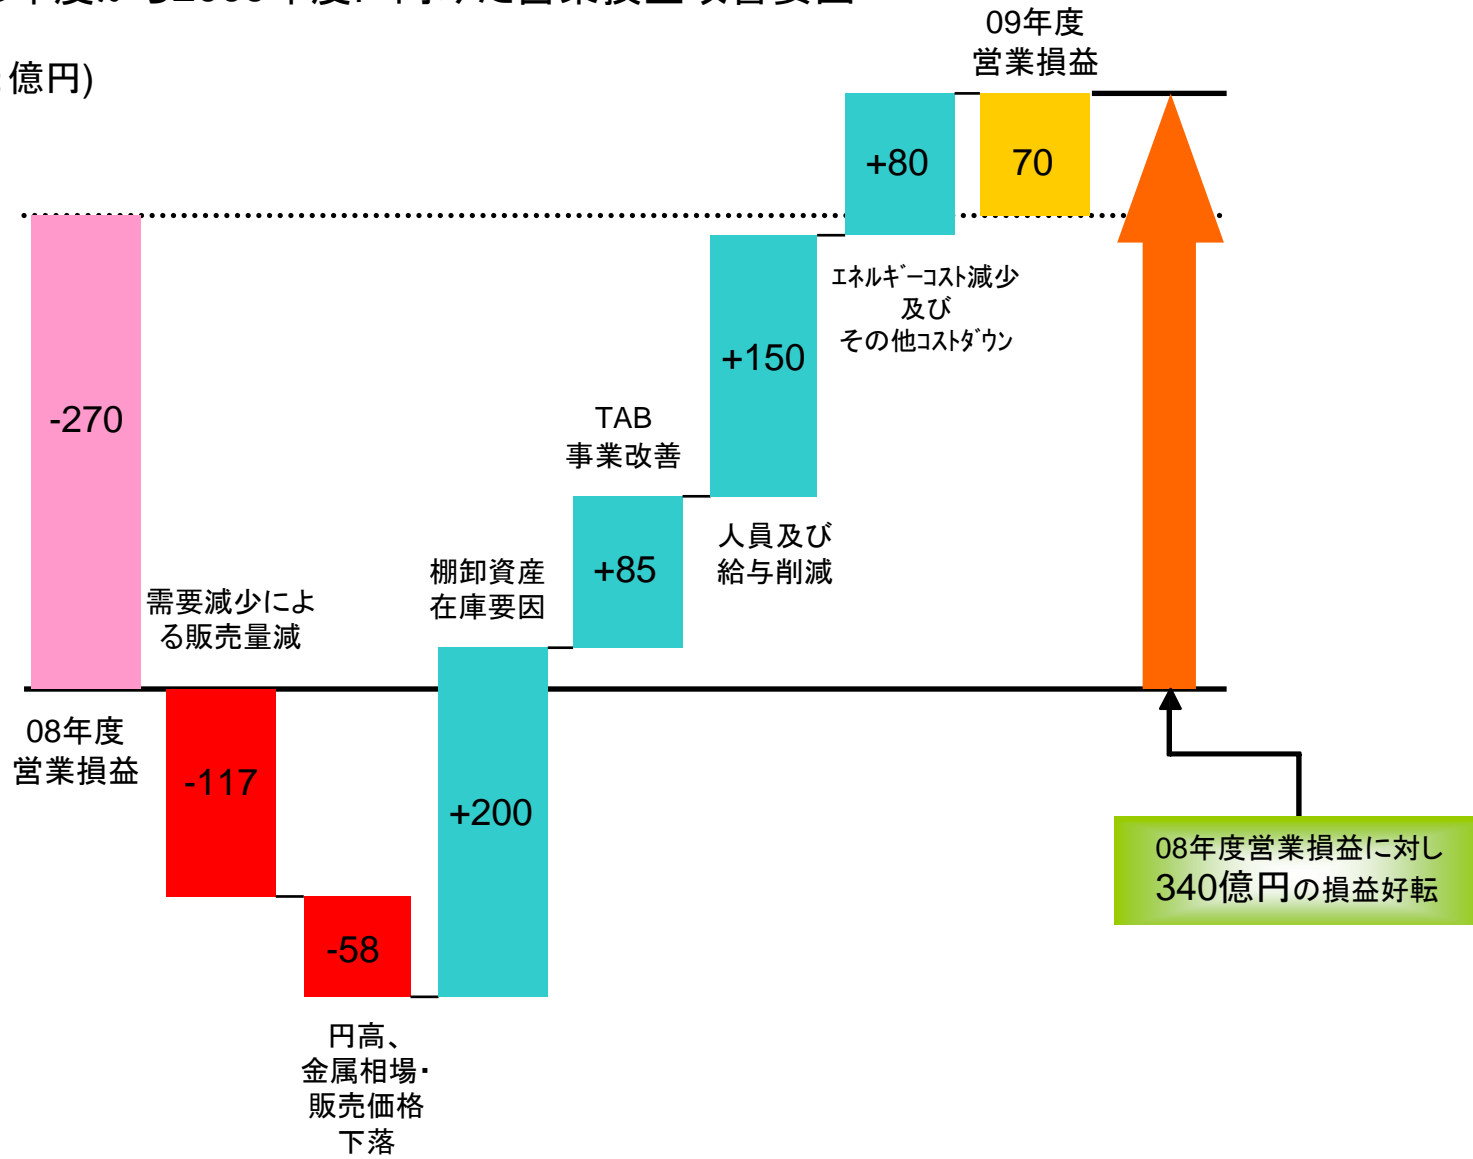 億円)
09年度
営業損益
+80
70
ｴﾈﾙｷﾞｰｺｽﾄ減少
及び
その他ｺｽﾄﾀﾞｳﾝ
+150
-270
TAB
事業改善
人員及び
給与削減
+85
棚卸資産
在庫要因
需要減少によ
る販売量減
08年度
営業損益
-117
+200
-58
円高、
金属相場・
販売価格
下落
08年度営業損益に対し
340億円の損益好転